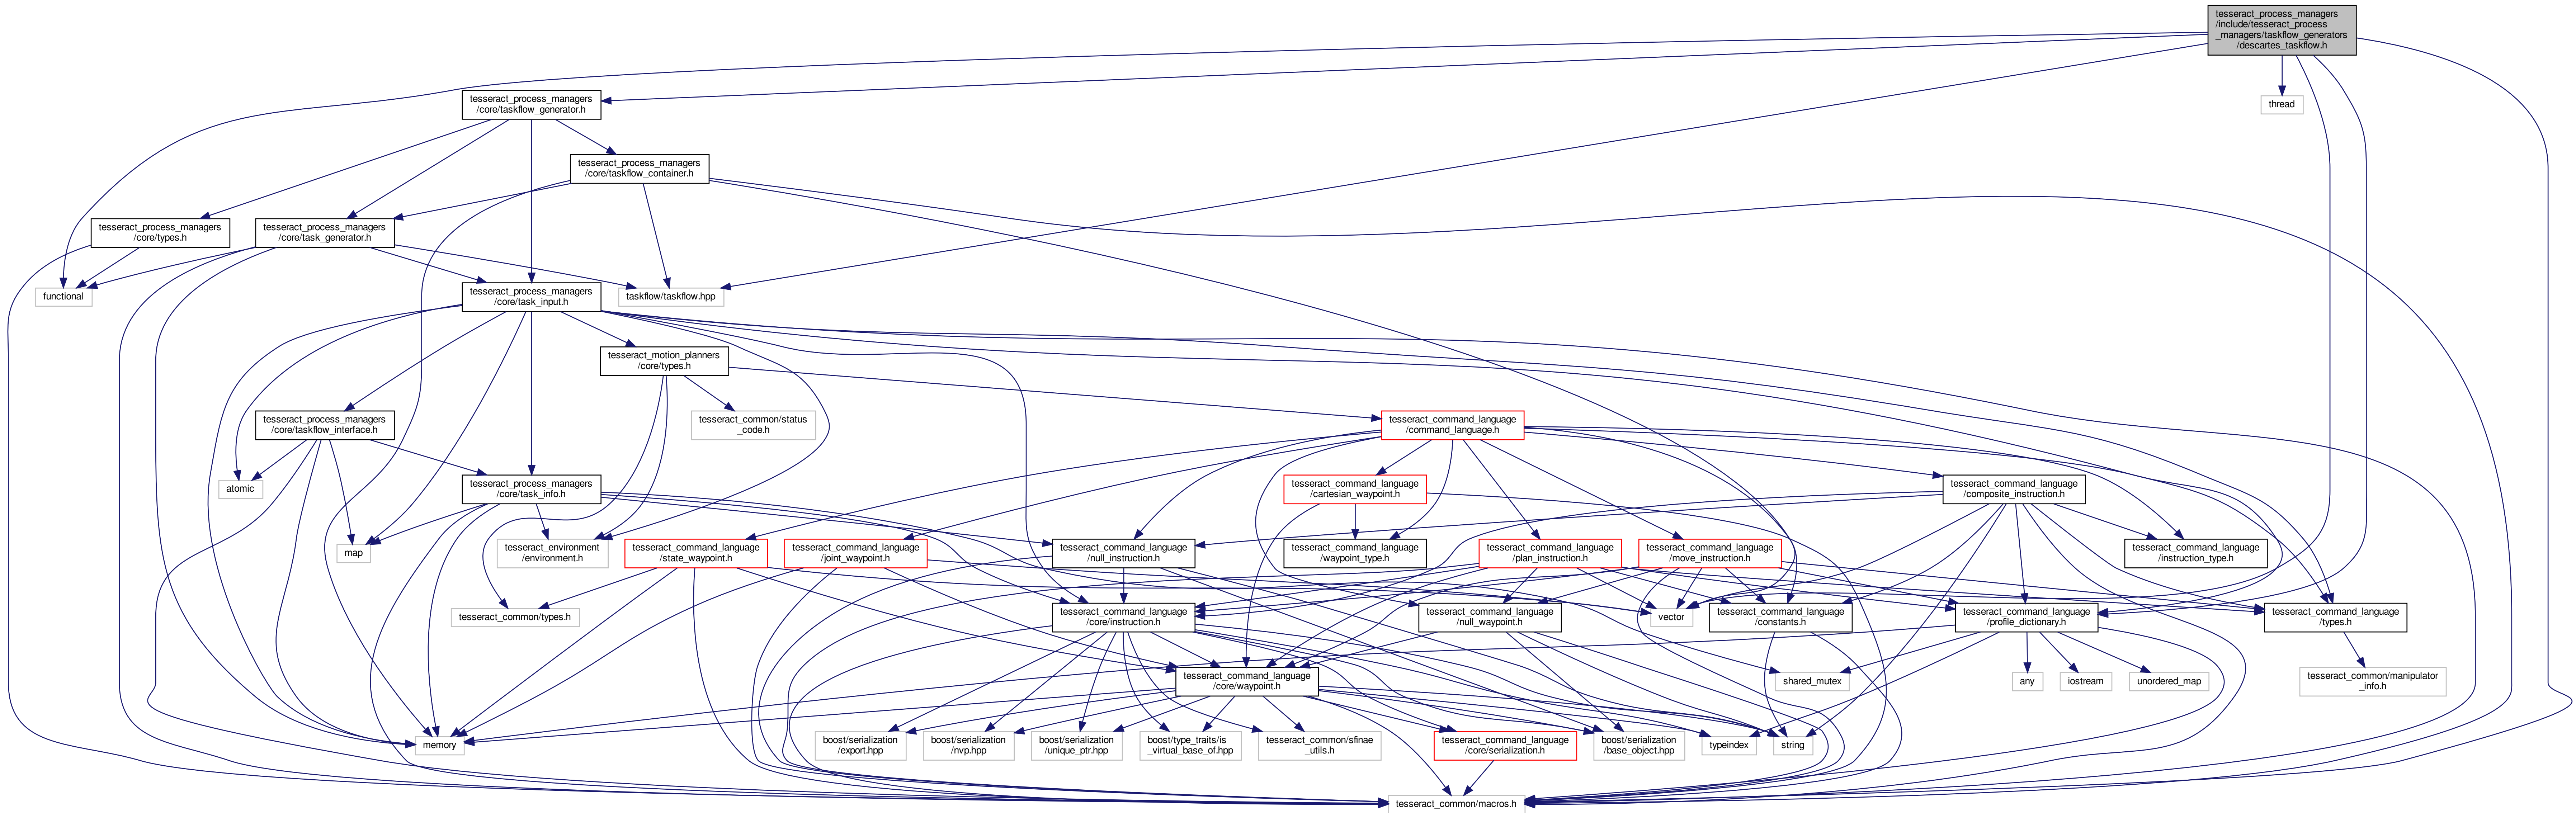 tesseract_process_managers
/include/tesseract_process
_managers/taskflow_generators
/descartes_taskflow.h
tesseract_process_managers
/core/taskflow_generator.h
thread
tesseract_process_managers
/core/taskflow_container.h
tesseract_process_managers
/core/types.h
tesseract_process_managers
/core/task_generator.h
functional
tesseract_process_managers
/core/task_input.h
taskflow/taskflow.hpp
tesseract_motion_planners
/core/types.h
tesseract_process_managers
/core/taskflow_interface.h
tesseract_common/status
_code.h
tesseract_command_language
/command_language.h
atomic
tesseract_process_managers
/core/task_info.h
tesseract_command_language
/cartesian_waypoint.h
tesseract_command_language
/composite_instruction.h
map
tesseract_environment
/environment.h
tesseract_command_language
/state_waypoint.h
tesseract_command_language
/joint_waypoint.h
tesseract_command_language
/null_instruction.h
tesseract_command_language
/waypoint_type.h
tesseract_command_language
/plan_instruction.h
tesseract_command_language
/move_instruction.h
tesseract_command_language
/instruction_type.h
tesseract_common/types.h
tesseract_command_language
/core/instruction.h
tesseract_command_language
/null_waypoint.h
vector
tesseract_command_language
/constants.h
tesseract_command_language
/profile_dictionary.h
tesseract_command_language
/types.h
tesseract_command_language
/core/waypoint.h
shared_mutex
any
iostream
unordered_map
tesseract_common/manipulator
_info.h
memory
boost/serialization
/export.hpp
boost/serialization
/nvp.hpp
boost/serialization
/unique_ptr.hpp
boost/type_traits/is
_virtual_base_of.hpp
tesseract_common/sfinae
_utils.h
tesseract_command_language
/core/serialization.h
boost/serialization
/base_object.hpp
typeindex
string
tesseract_common/macros.h